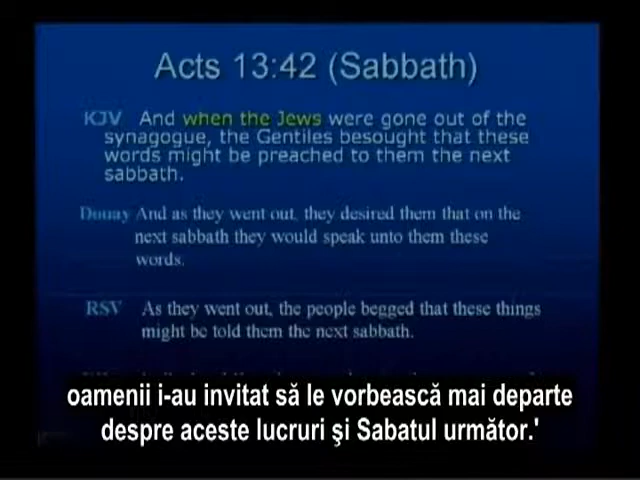 Acts 13:42 (Sabbath)
KJV And when the Jews were gone out of the
synagogue, the Gentiles besought that these
words might be preached to them the next
sabbath.
Douay And as they went out, they desired them that on the
next sabbath they would speak unto them these
words.
RSV As they went out, the people begged that these things
might be told them the next sabbath.
oamenii i-au invitat să le vorbească mai departe
despre aceste lucruri şi Sabatul următor.'